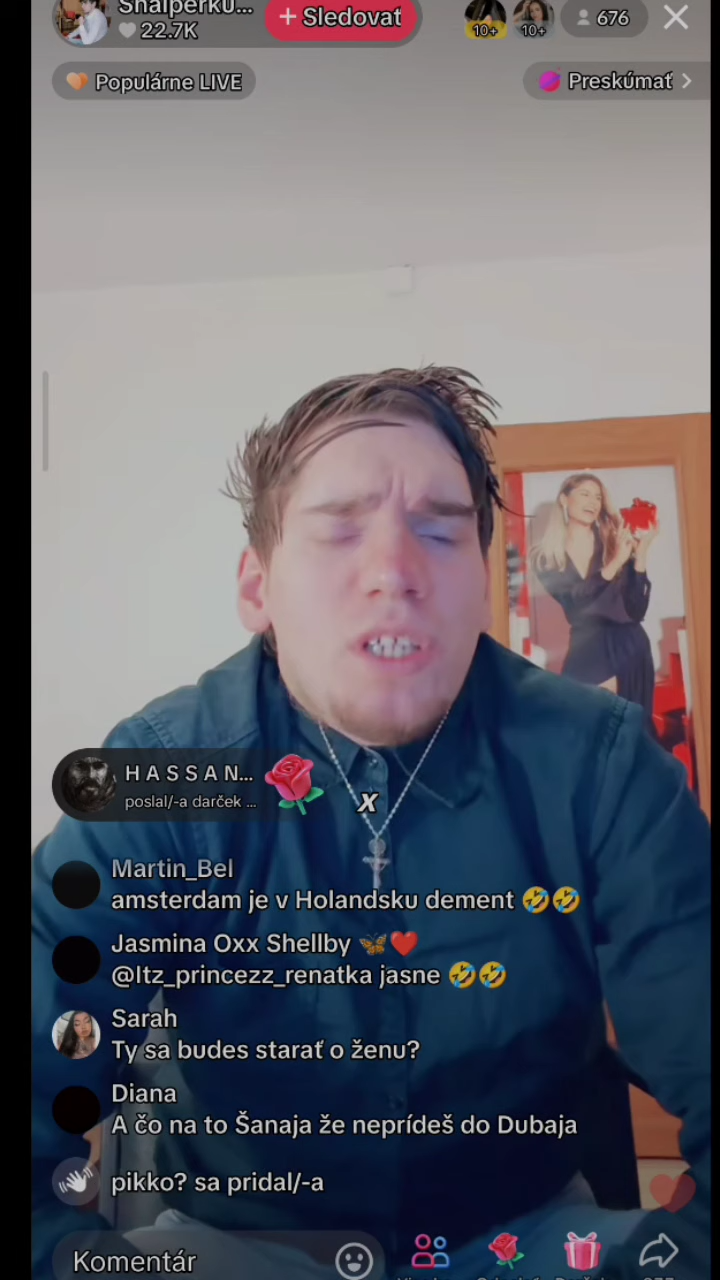 22.7K
+ Sledovať
10+
10+
676
Populárne LIVE
Preskúmať
H A S S A N...
poslal/-a darček ...
x
Martin_Bel
amsterdam je v Holandsku dement 🤣🤣
Jasmina Oxx Shellby 🦋❤️
@Itz_princezz_renatka jasne 🤣🤣
Sarah
Ty sa budes starať o ženu?
Diana
A čo na to Šanaja že neprídeš do Dubaja
pikko? sa pridal/-a
Komentár